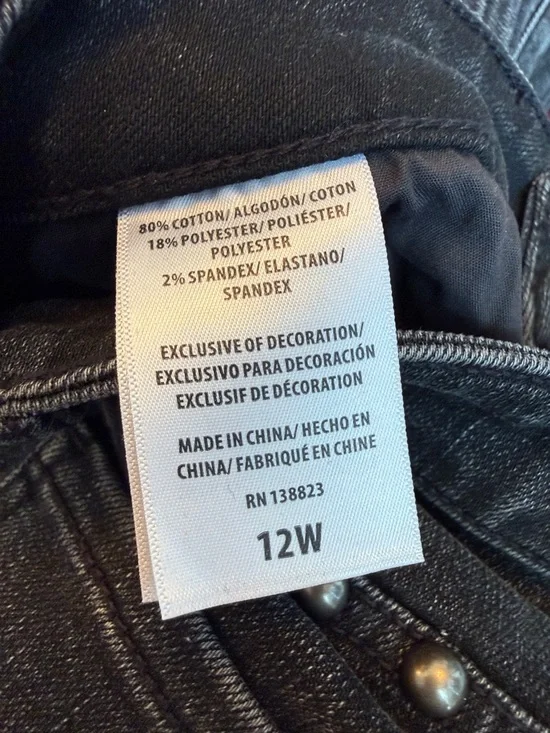 80% COTTON/ ALGODÓN/ COTON
18% POLYESTER/ POLIÉSTER/
POLYESTER
2% SPANDEX/ ELASTANO/
SPANDEX
EXCLUSIVE OF DECORATION/
EXCLUSIVO PARA DECORACIÓN
EXCLUSIF DE DÉCORATION
MADE IN CHINA/ HECHO EN
CHINA/ FABRIQUÉ EN CHINE
RN 138823
12W